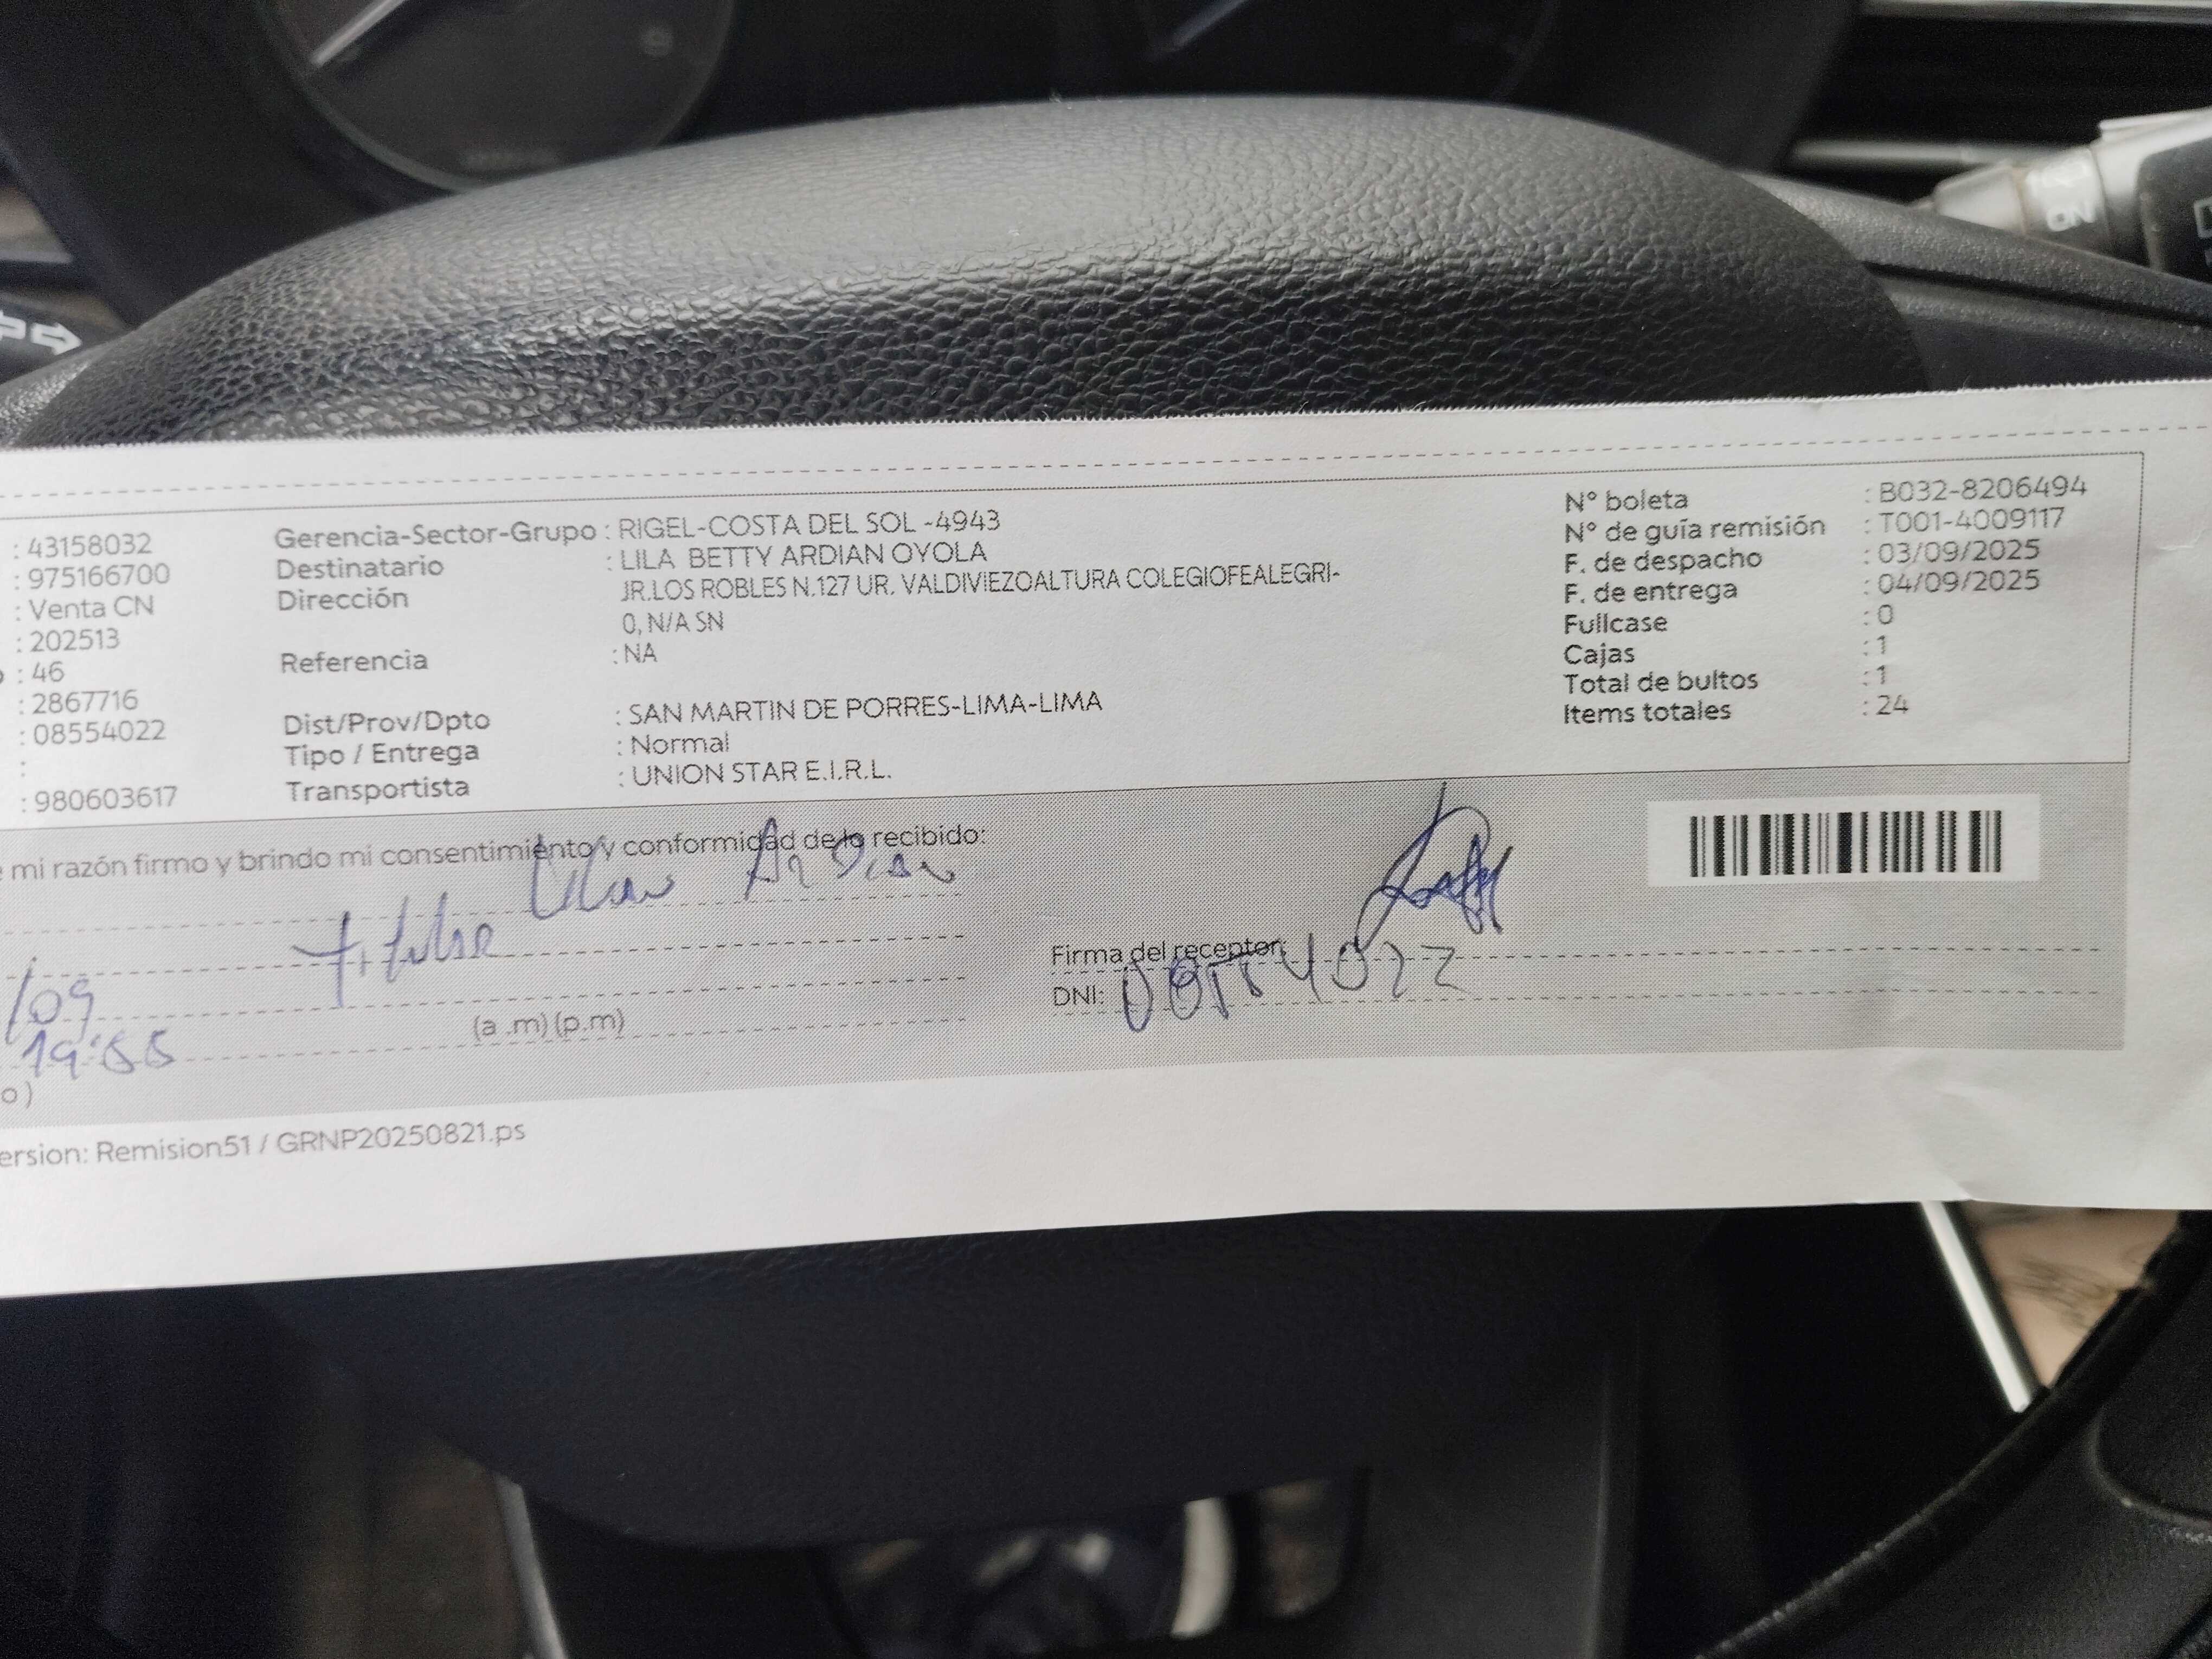 : 43158032
: 975166700
: Venta CN
: 202513
: 46
: 2867716
: 08554022
:
: 980603617
Gerencia-Sector-Grupo : RIGEL-COSTA DEL SOL -4943
Destinatario : LILA BETTY ARDIAN OYOLA
Dirección JR.LOS ROBLES N.127 UR. VALDIVIEZOALTURA COLEGIOFEALEGRI-
0, N/A SN
Referencia : NA
Dist/Prov/Dpto : SAN MARTIN DE PORRES-LIMA-LIMA
Tipo / Entrega : Normal
Transportista : UNION STAR E.I.R.L.
N° boleta : B032-8206494
N° de guía remisión : T001-4009117
F. de despacho : 03/09/2025
F. de entrega : 04/09/2025
Fullcase : 0
Cajas : 1
Total de bultos : 1
Items totales : 24
e mi razón firmo y brindo mi consentimiento y conformidad de lo recibido:
Ardian
/09
19:55
(a .m) (p.m)
o)
Firma del receptor:
DNI: 08554022
ersion: Remision51 / GRNP20250821.ps